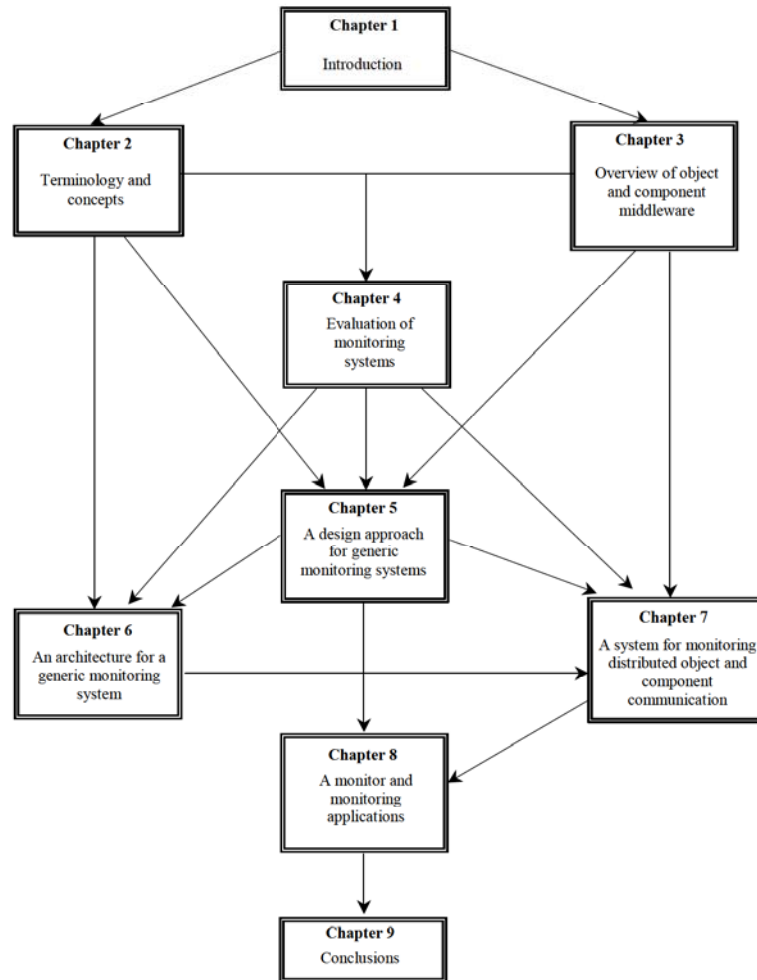 Chapter 1
Introduction
Chapter 2
Terminology and
concepts
Chapter 3
Overview of object
and component
middleware
Chapter 4
Evaluation of
monitoring
systems
Chapter 5
A design approach
for generic
monitoring systems
Chapter 6
An architecture for a
generic monitoring
system
Chapter 7
A system for monitoring
distributed object and
component
communication
Chapter 8
A monitor and
monitoring
applications
Chapter 9
Conclusions